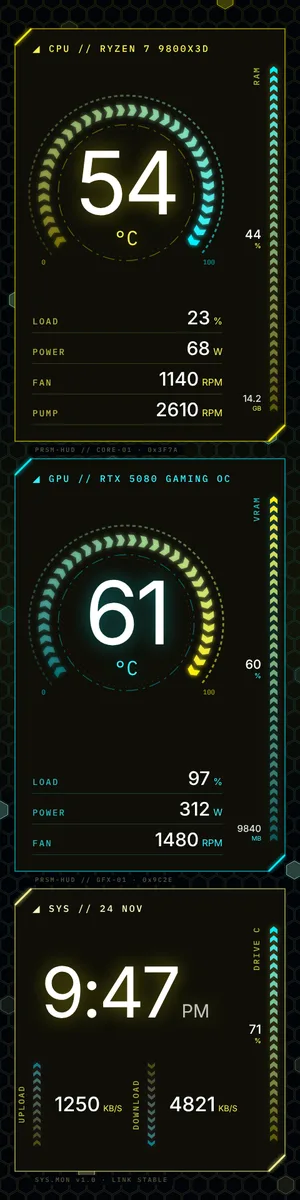 CPU // RYZEN 7 9800X3D
RAM
54
°C
0 100
44
%
LOAD 23 %
POWER 68 W
FAN 1140 RPM
PUMP 2610 RPM
14.2
GB
PRSM-HUD // CORE-01 · 0x3F7A
GPU // RTX 5080 GAMING OC
VRAM
61
°C
0 100
60
%
LOAD 97 %
POWER 312 W
FAN 1480 RPM
9840
MB
PRSM-HUD // GFX-01 · 0x9C2E
SYS // 24 NOV
DRIVE C
9:47 PM
71
%
UPLOAD
1250 KB/S
DOWNLOAD
4821 KB/S
SYS.MON v1.0 · LINK STABLE